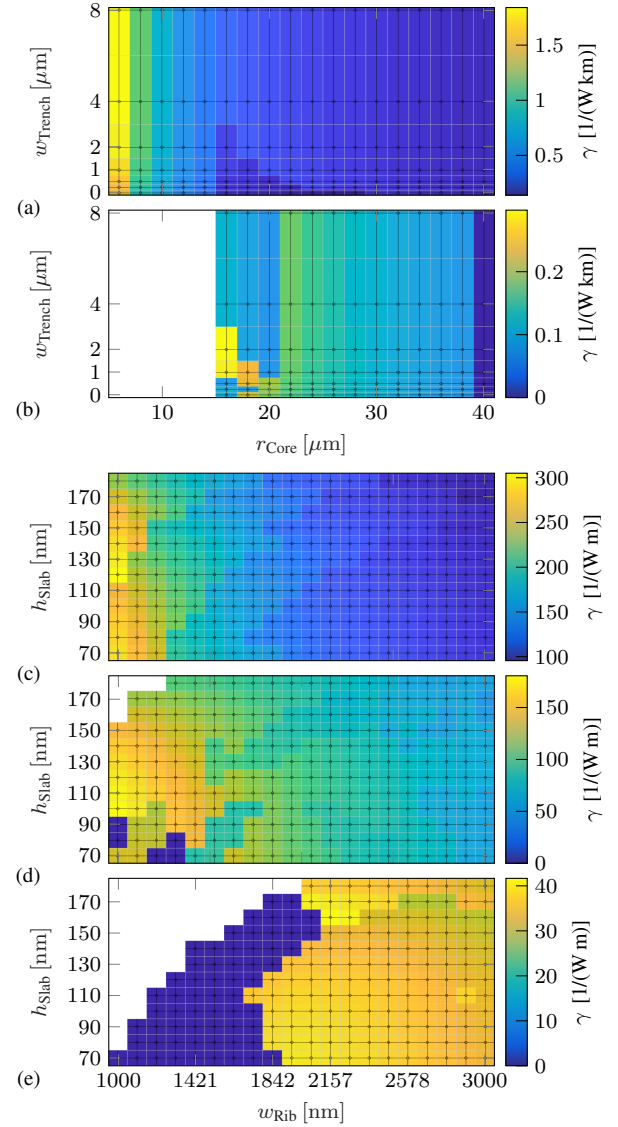 8
4
2
1
0
w_Trench [μm]
1.5
1
0.5
γ [1/(W km)]
(a)
8
4
2
1
0
w_Trench [μm]
0.2
0.1
0
γ [1/(W km)]
(b)
10 20 30 40
r_Core [μm]
170
150
130
110
90
70
h_Slab [nm]
300
250
200
150
100
γ [1/(W m)]
(c)
170
150
130
110
90
70
h_Slab [nm]
150
100
50
0
γ [1/(W m)]
(d)
170
150
130
110
90
70
h_Slab [nm]
40
30
20
10
0
γ [1/(W m)]
(e)
1000 1421 1842 2157 2578 3000
w_Rib [nm]